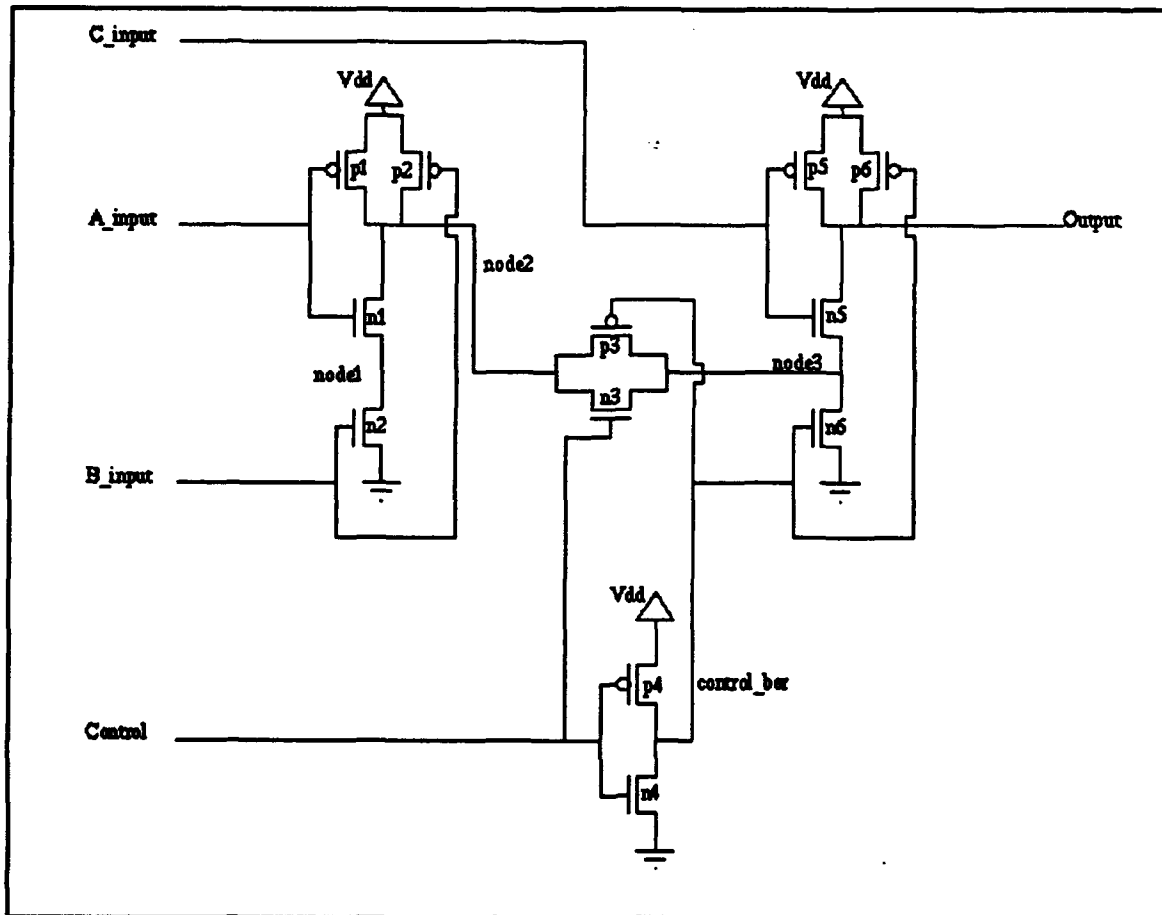 C_input
Vdd
Vdd
p1
p2
p5
p6
A_input
Output
node2
n1
n5
p3
node1
node3
n3
n2
n6
B_input
Vdd
p4
control_bar
Control
n4